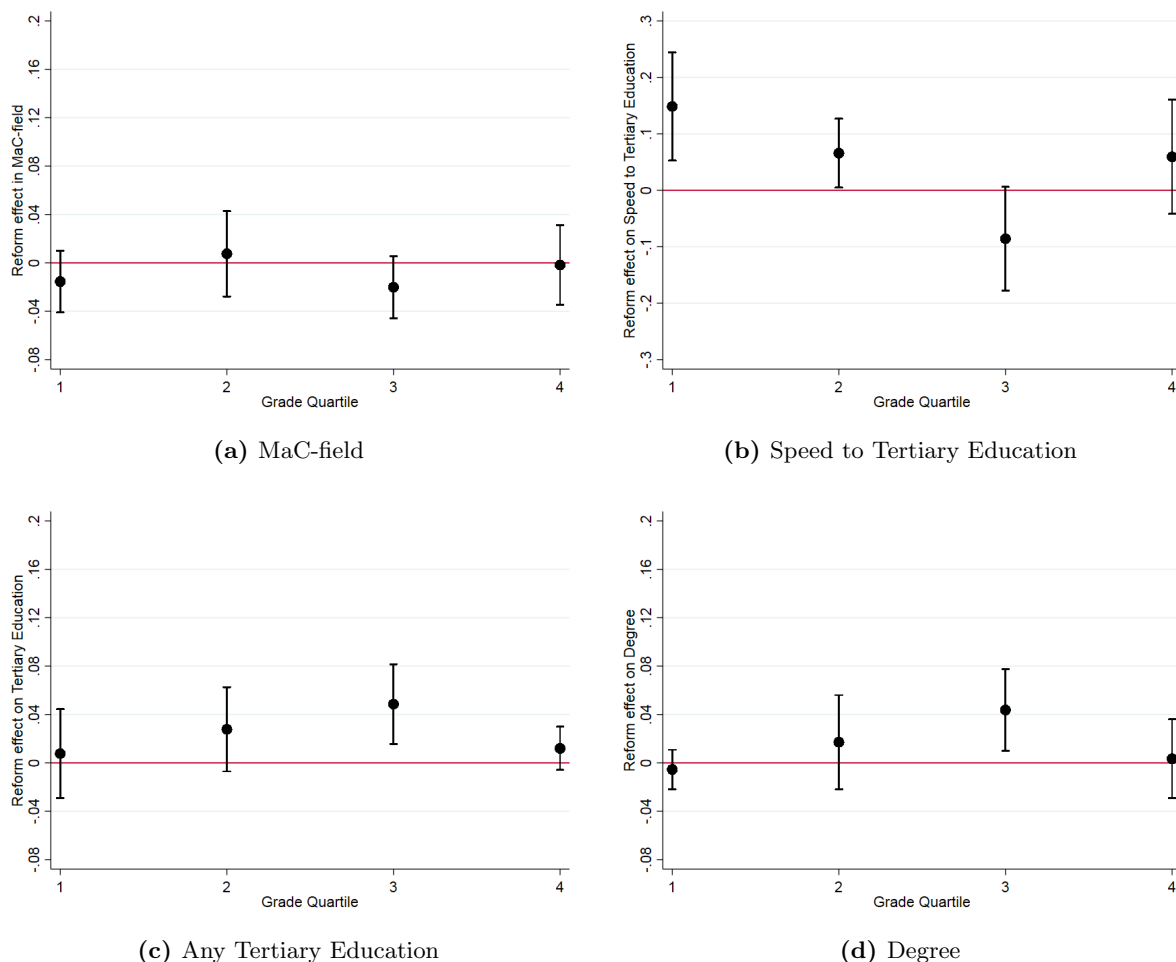 Reform effect in MaC-field
.2
.16
.12
.08
.04
0
-.04
-.08
1 2 3 4
Grade Quartile
(a) MaC-field
Reform effect on Speed to Tertiary Education
.3
.2
.1
0
-.1
-.2
-.3
1 2 3 4
Grade Quartile
(b) Speed to Tertiary Education
Reform effect on Tertiary Education
.2
.16
.12
.08
.04
0
-.04
-.08
1 2 3 4
Grade Quartile
(c) Any Tertiary Education
Reform effect on Degree
.2
.16
.12
.08
.04
0
-.04
-.08
1 2 3 4
Grade Quartile
(d) Degree